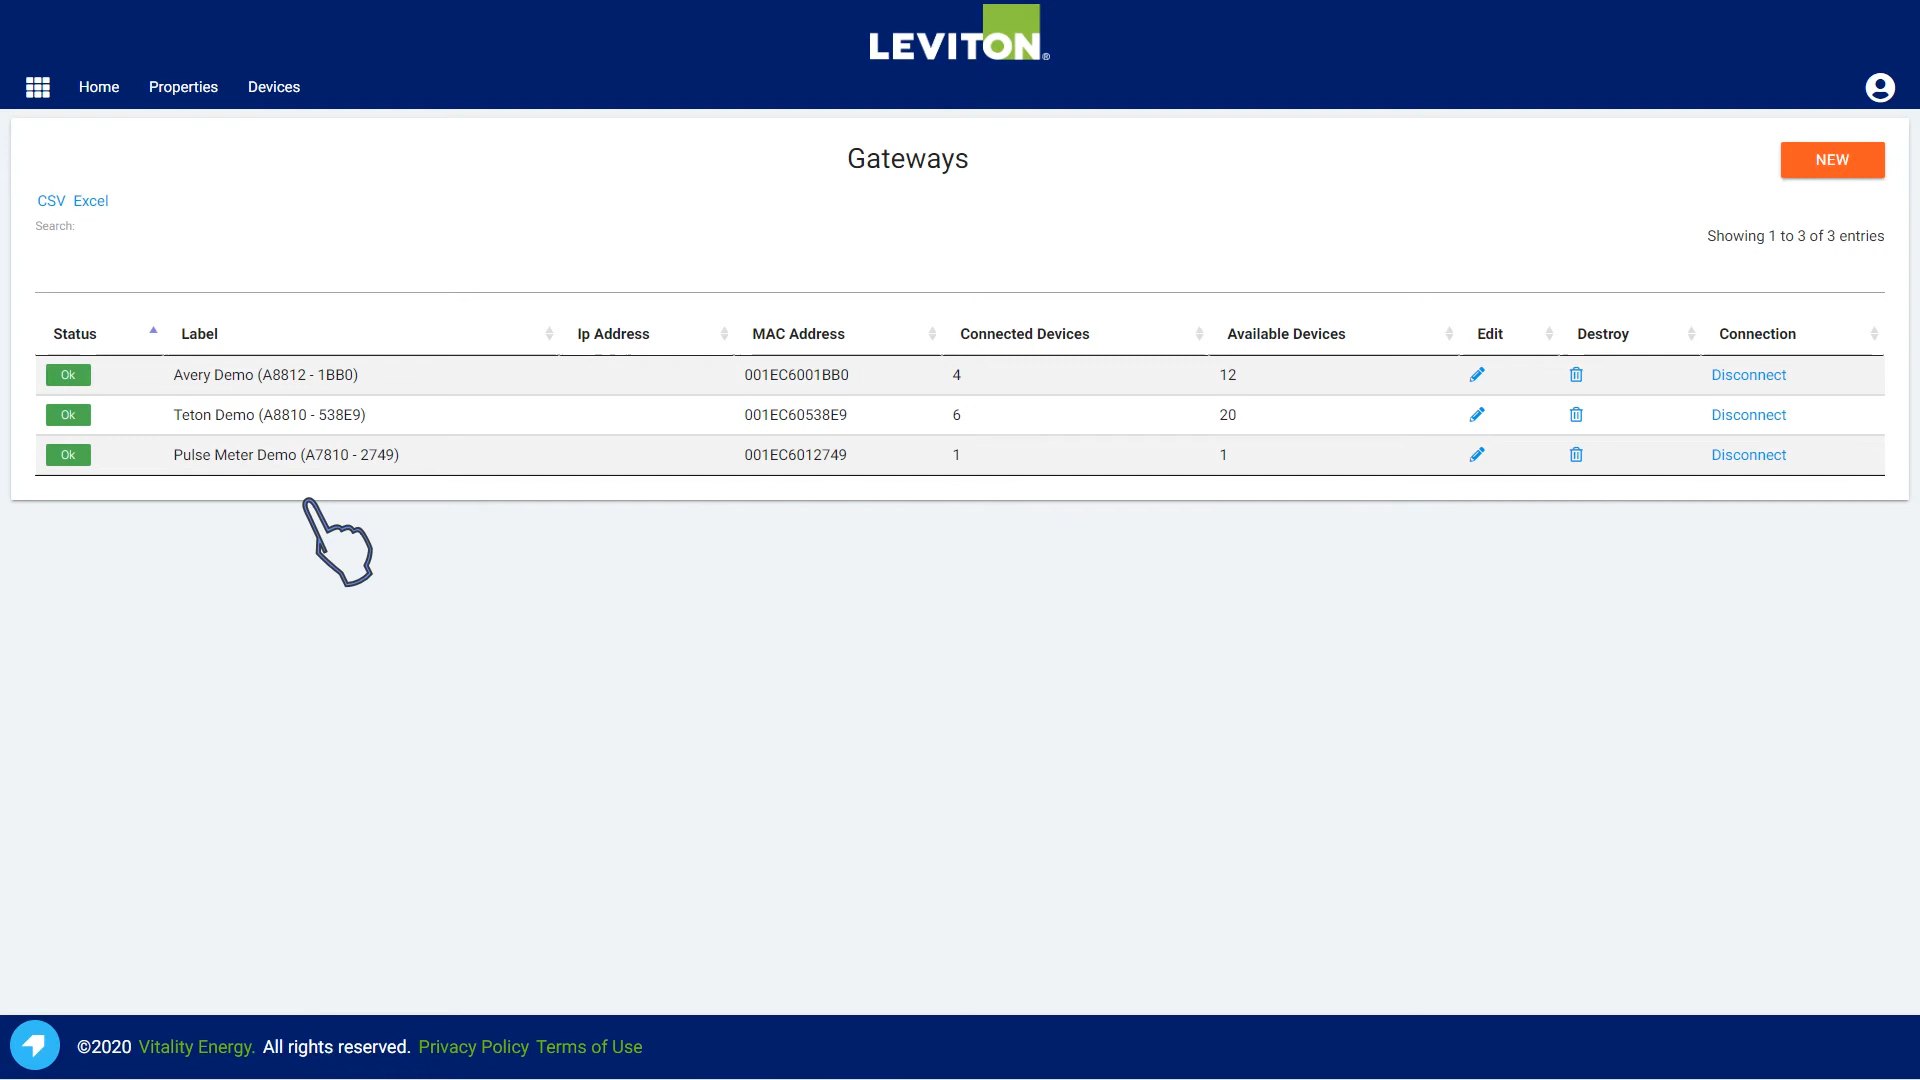 LEVITON®
Home Properties Devices
Gateways
NEW
CSV Excel
Search:
Showing 1 to 3 of 3 entries
Status Label Ip Address MAC Address Connected Devices Available Devices Edit Destroy Connection
Ok Avery Demo (A8812 - 1BB0) 001EC6001BB0 4 12 Disconnect
Ok Teton Demo (A8810 - 538E9) 001EC60538E9 6 20 Disconnect
Ok Pulse Meter Demo (A7810 - 2749) 001EC6012749 1 1 Disconnect
©2020 Vitality Energy. All rights reserved. Privacy Policy Terms of Use